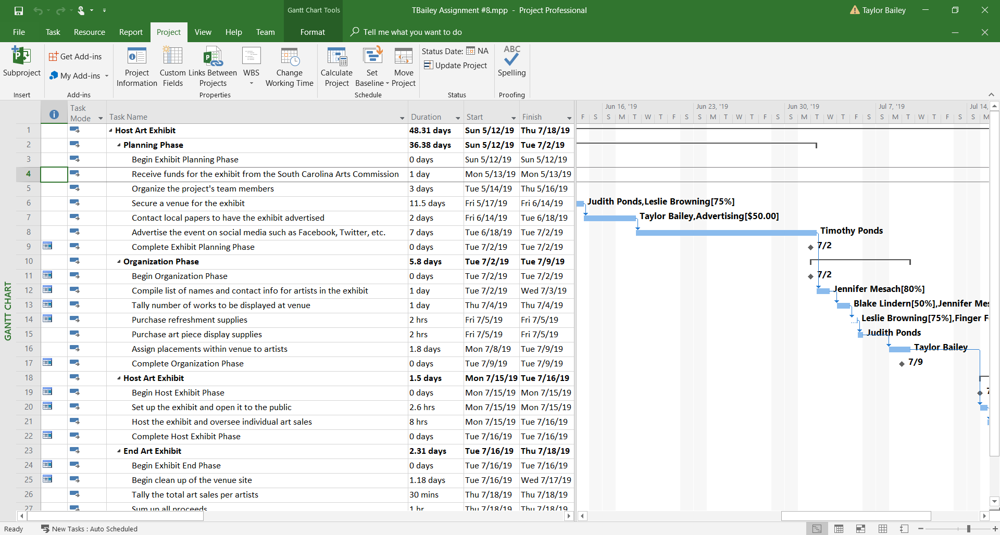 Gantt Chart Tools
TBailey Assignment #8.mpp - Project Professional
Taylor Bailey
File Task Resource Report Project View Help Team Format Tell me what you want to do
Subproject
Get Add-ins
My Add-ins
Project Information
Custom Fields
Links Between Projects
WBS
Change Working Time
Calculate Project
Set Baseline
Move Project
Status Date: NA
Update Project
ABC
Spelling
Insert Add-ins Properties Schedule Status Proofing
GANTT CHART
Task Mode Task Name Duration Start Finish
Jun 16, '19 Jun 23, '19 Jun 30, '19 Jul 7, '19 Jul 14,
F S S M T W T F S S M T W T F S S M T W T F S S M T W T F S S M
1 Host Art Exhibit 48.31 days Sun 5/12/19 Thu 7/18/19
2 Planning Phase 36.38 days Sun 5/12/19 Tue 7/2/19
3 Begin Exhibit Planning Phase 0 days Sun 5/12/19 Sun 5/12/19
4 Receive funds for the exhibit from the South Carolina Arts Commission 1 day Mon 5/13/19 Mon 5/13/19
5 Organize the project's team members 3 days Tue 5/14/19 Thu 5/16/19
6 Secure a venue for the exhibit 11.5 days Fri 5/17/19 Fri 6/14/19 Judith Ponds,Leslie Browning[75%]
7 Contact local papers to have the exhibit advertised 2 days Fri 6/14/19 Tue 6/18/19 Taylor Bailey,Advertising[$50.00]
8 Advertise the event on social media such as Facebook, Twitter, etc. 7 days Tue 6/18/19 Tue 7/2/19 Timothy Ponds
9 Complete Exhibit Planning Phase 0 days Tue 7/2/19 Tue 7/2/19 7/2
10 Organization Phase 5.8 days Tue 7/2/19 Tue 7/9/19
11 Begin Organization Phase 0 days Tue 7/2/19 Tue 7/2/19 7/2
12 Compile list of names and contact info for artists in the exhibit 1 day Tue 7/2/19 Wed 7/3/19 Jennifer Mesach[80%]
13 Tally number of works to be displayed at venue 1 day Thu 7/4/19 Thu 7/4/19 Blake Lindern[50%],Jennifer Mes
14 Purchase refreshment supplies 2 hrs Fri 7/5/19 Fri 7/5/19 Leslie Browning[75%],Finger F
15 Purchase art piece display supplies 2 hrs Fri 7/5/19 Fri 7/5/19 Judith Ponds
16 Assign placements within venue to artists 1.8 days Mon 7/8/19 Tue 7/9/19 Taylor Bailey
17 Complete Organization Phase 0 days Tue 7/9/19 Tue 7/9/19 7/9
18 Host Art Exhibit 1.5 days Mon 7/15/19 Tue 7/16/19
19 Begin Host Exhibit Phase 0 days Mon 7/15/19 Mon 7/15/19 7
20 Set up the exhibit and open it to the public 2.6 hrs Mon 7/15/19 Mon 7/15/19
21 Host the exhibit and oversee individual art sales 8 hrs Mon 7/15/19 Tue 7/16/19
22 Complete Host Exhibit Phase 0 days Tue 7/16/19 Tue 7/16/19
23 End Art Exhibit 2.31 days Tue 7/16/19 Thu 7/18/19
24 Begin Exhibit End Phase 0 days Tue 7/16/19 Tue 7/16/19
25 Begin clean up of the venue site 1.18 days Tue 7/16/19 Wed 7/17/19
26 Tally the total art sales per artists 30 mins Thu 7/18/19 Thu 7/18/19
27 Sum up all proceeds 1 hr Thu 7/18/19 Thu 7/18/19
Ready New Tasks : Auto Scheduled